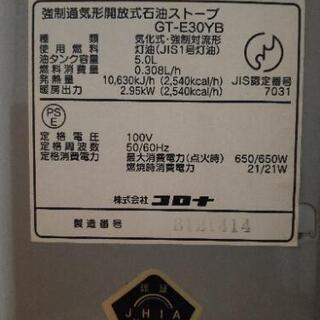 強制通気形開放式石油ストーブ
GT-E30YB
種類 気化式・強制対流形
使用燃料 灯油(JIS1号灯油)
油タンク容量 5.0L
燃料消費量 0.308L/h
発熱量 10,630kJ/h (2,540kcal/h)
暖房出力 2.95kW (2,540kcal/h)
JIS認定番号
7031
PS
E
定格電圧 100V
定格周波数 50/60Hz
定格消費電力 最大消費電力(点火時) 650/650W
燃焼時消費電力 21/21W
株式会社 コロナ
製造番号 8121414
認証
JHIA